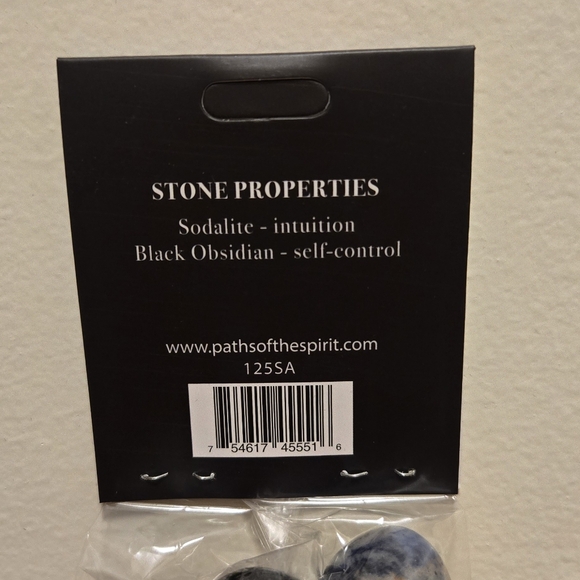 STONE PROPERTIES
Sodalite - intuition
Black Obsidian - self-control
www.pathsofthespirit.com
125SA
7 54617 45551 6